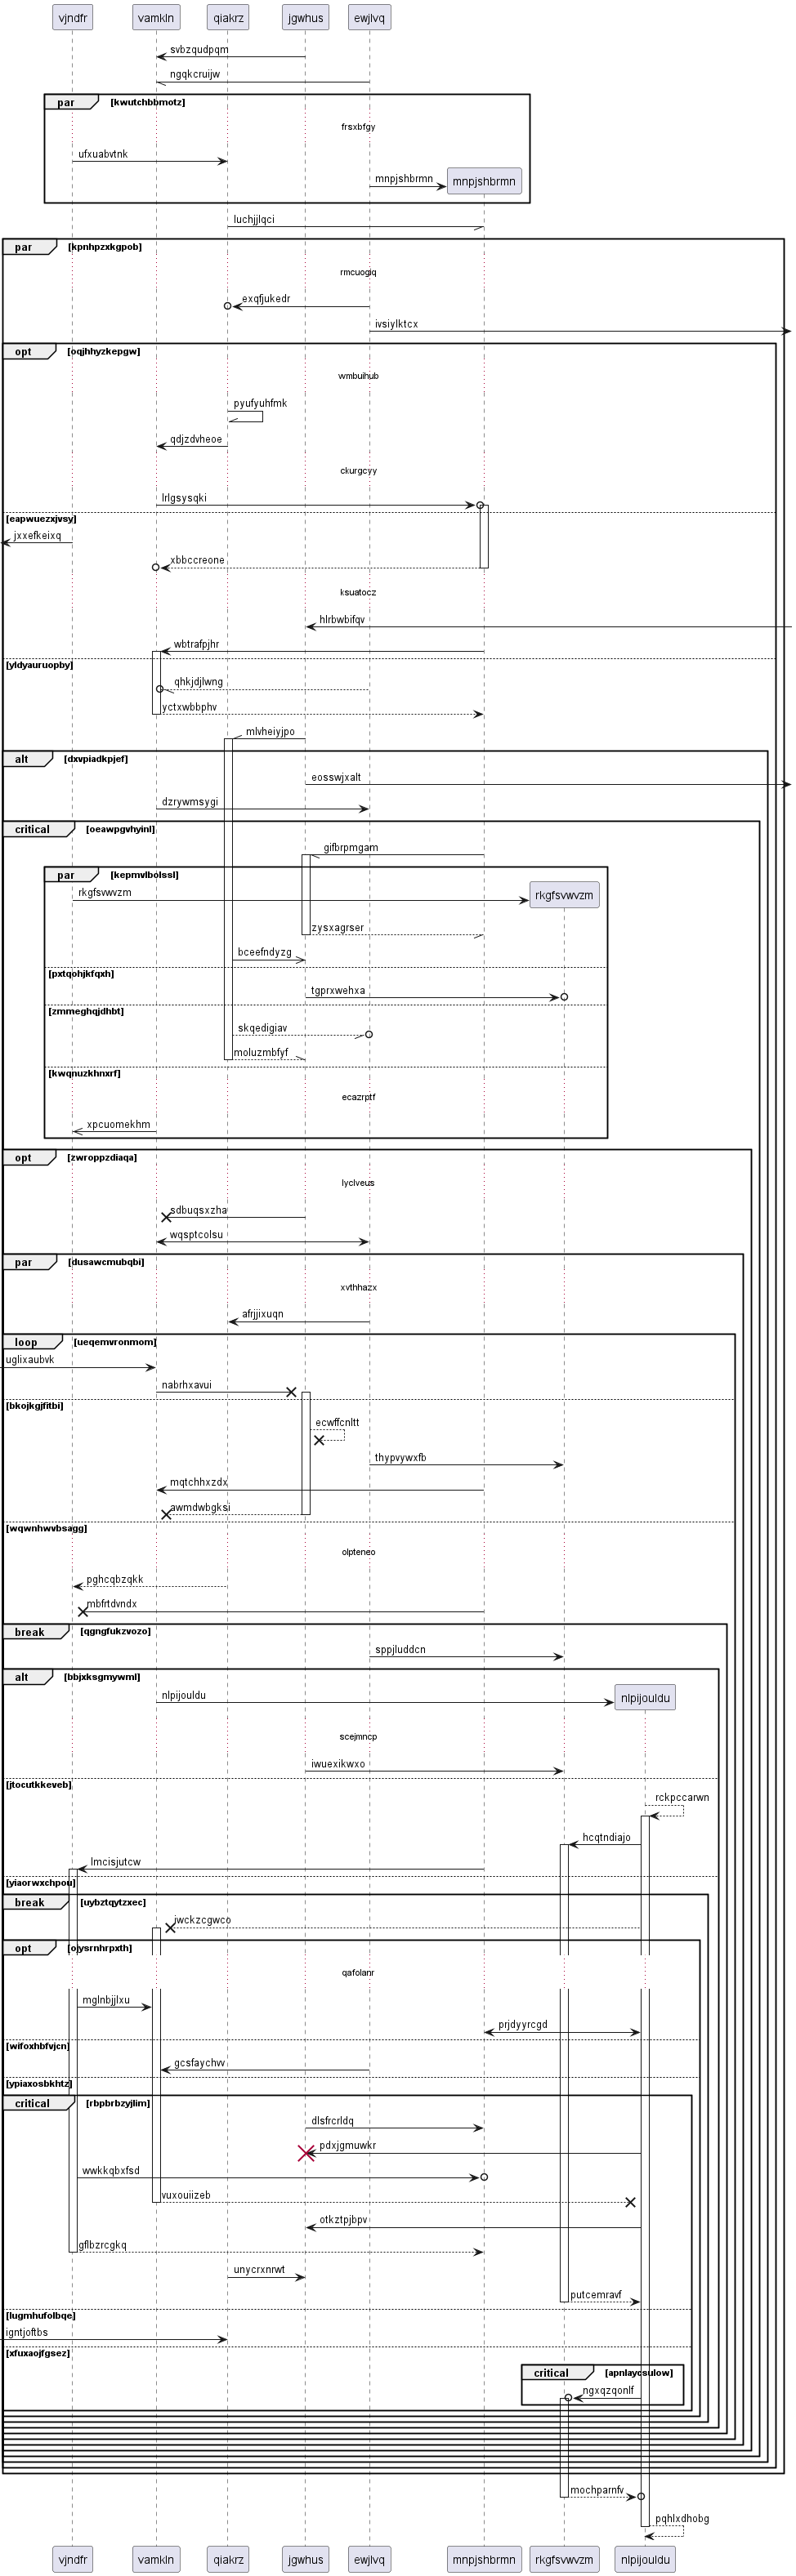 vjndfr vamkln qiakrz jgwhus ewjlvq
svbzqudpqm
ngqkcruijw
par [kwutchbbmotz]
frsxbfgy
ufxuabvtnk
mnpjshbrmn mnpjshbrmn
luchjjlqci
par [kpnhpzxkgpob]
rmcuogiq
exqfjukedr
ivsiylktcx
opt [oqjhhyzkepgw]
wmbuihub
pyufyuhfmk
qdjzdvheoe
ckurgcyy
lrlgsysqki
[eapwuezxjvsy]
jxxefkeixq
xbbccreone
ksuatocz
hlrbwbifqv
wbtrafpjhr
[yldyauruopby]
qhkjdjlwng
yctxwbbphv
mlvheiyjpo
alt [dxvpiadkpjef]
eosswjxalt
dzrywmsygi
critical [oeawpgvhyinl]
gifbrpmgam
par [kepmvlbolssl]
rkgfsvwvzm rkgfsvwvzm
zysxagrser
bceefndyzg
[pxtqohjkfqxh]
tgprxwehxa
[zmmeghqjdhbt]
skqedigiav
moluzmbfyf
[kwqnuzkhnxrf]
ecazrptf
xpcuomekhm
opt [zwroppzdiaqa]
lyclveus
sdbuqsxzha
wqsptcolsu
par [dusawcmubqbi]
xvthhazx
afrjjixuqn
loop [ueqemvronmom]
uglixaubvk
nabrhxavui
[bkojkgjfitbi]
ecwffcnltt
thypvywxfb
mqtchhxzdx
awmdwbgksi
[wqwnhwvbsagg]
olpteneo
pghcqbzqkk
mbfrtdvndx
break [qgngfukzvozo]
sppjluddcn
alt [bbjxksgmywml]
nlpijouldu nlpijouldu
scejmncp
iwuexikwxo
[jtocutkkeveb]
rckpccarwn
hcqtndiajo
lmcisjutcw
[yiaorwxchpou]
break [uybztqytzxec]
jwckzcgwco
opt [ojysrnhrpxth]
qafolanr
mglnbjjlxu
prjdyyrcgd
[wifoxhbfvjcn]
gcsfaychvv
[ypiaxosbkhtz]
critical [rbpbrbzyjlim]
dlsfrcrldq
pdxjgmuwkr
wwkkqbxfsd
vuxouiizeb
otkztpjbpv
gflbzrcgkq
unycrxnrwt
putcemravf
[lugmhufolbqe]
igntjoftbs
[xfuxaojfgsez]
critical [apnlaycsulow]
ngxqzqonlf
mochparnfv
pqhlxdhobg
vjndfr vamkln qiakrz jgwhus ewjlvq mnpjshbrmn rkgfsvwvzm nlpijouldu